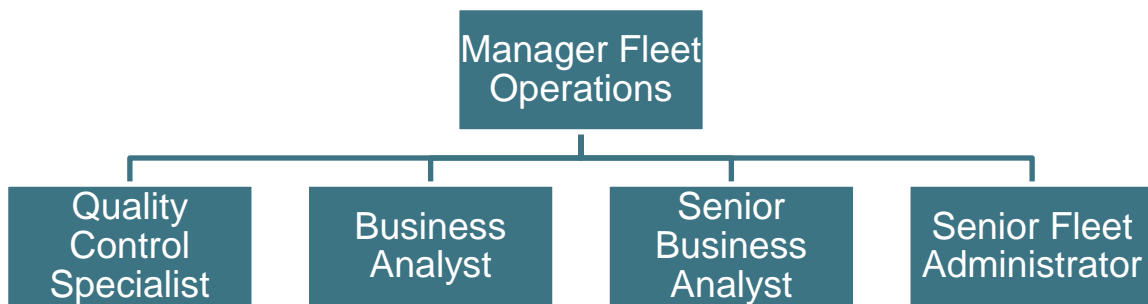 Manager Fleet
Operations
Quality
Control
Specialist
Business
Analyst
Senior
Business
Analyst
Senior Fleet
Administrator